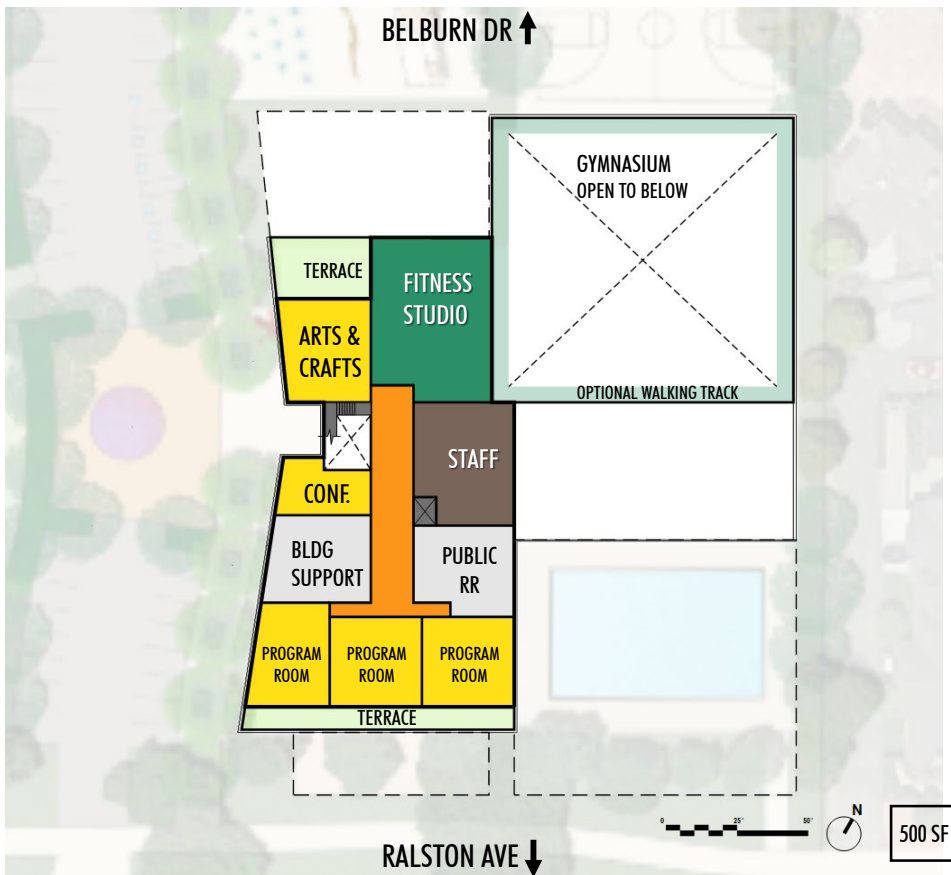 BELBURN DR
GYMNASIUM
OPEN TO BELOW
TERRACE
FITNESS
STUDIO
ARTS &
CRAFTS
OPTIONAL WALKING TRACK
STAFF
CONF.
BLDG
SUPPORT
PUBLIC
RR
PROGRAM
ROOM
PROGRAM
ROOM
PROGRAM
ROOM
TERRACE
0 25' 50'
N
500 SF
RALSTON AVE